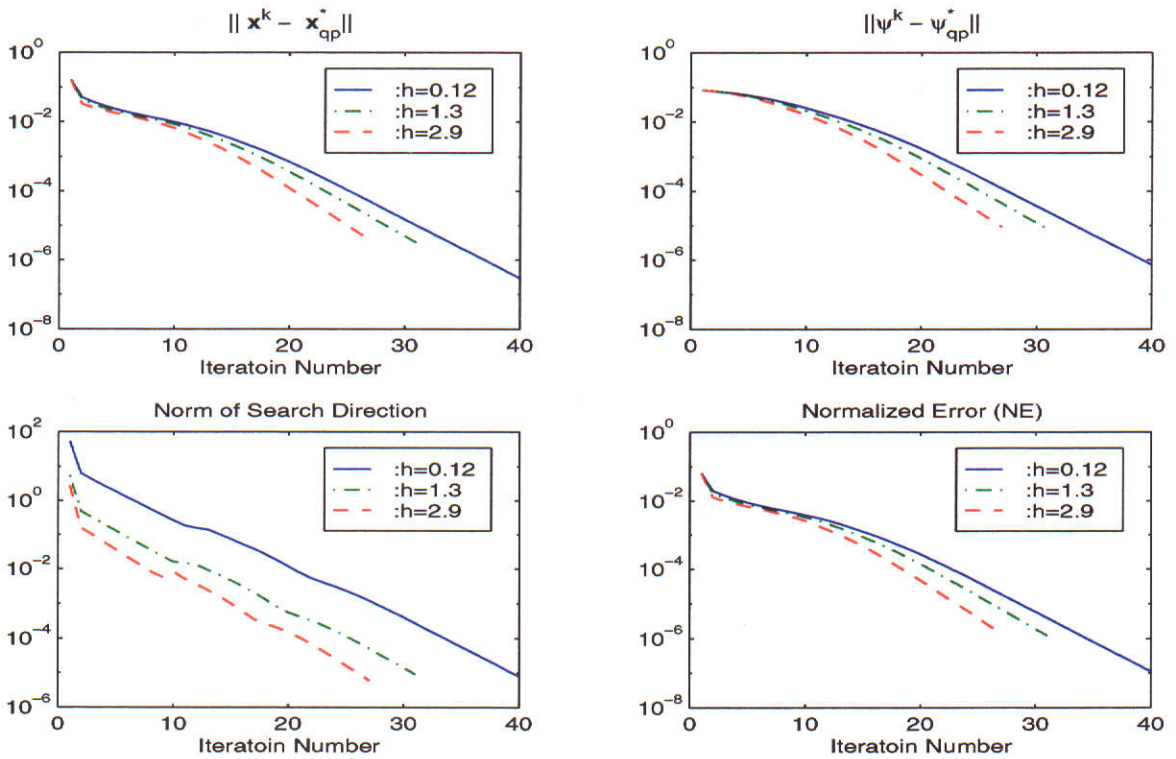 || x^k − x*_qp||
10^0
10^−2
10^−4
10^−6
10^−8
:h=0.12
:h=1.3
:h=2.9
0 10 20 30 40
Iteratoin Number
||ψ^k − ψ*_qp||
10^0
10^−2
10^−4
10^−6
10^−8
:h=0.12
:h=1.3
:h=2.9
0 10 20 30 40
Iteratoin Number
Norm of Search Direction
10^2
10^0
10^−2
10^−4
10^−6
:h=0.12
:h=1.3
:h=2.9
0 10 20 30 40
Iteratoin Number
Normalized Error (NE)
10^0
10^−2
10^−4
10^−6
10^−8
:h=0.12
:h=1.3
:h=2.9
0 10 20 30 40
Iteratoin Number